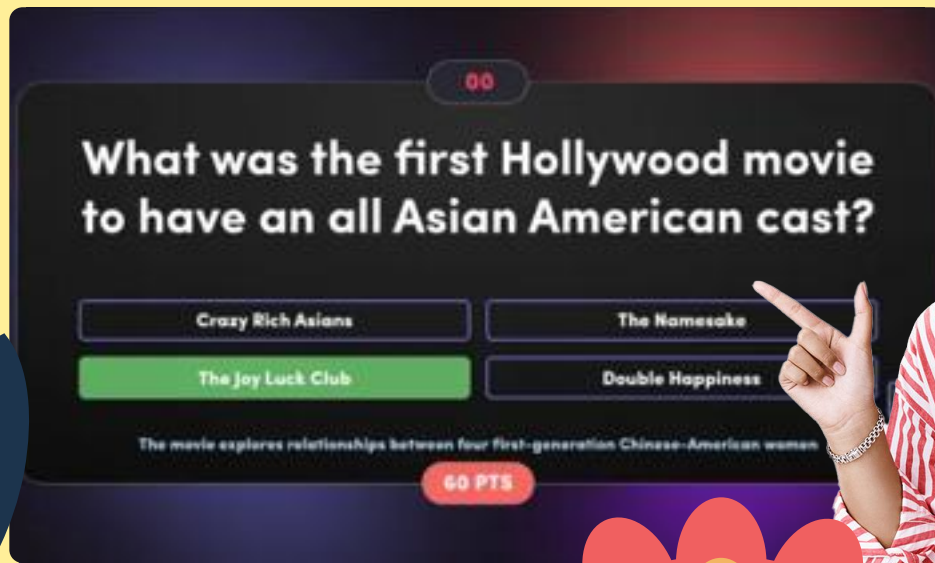 00
What was the first Hollywood movie
to have an all Asian American cast?
Crazy Rich Asians
The Namesake
The Joy Luck Club
Double Happiness
The movie explores relationships between four first-generation Chinese-American women
60 PTS